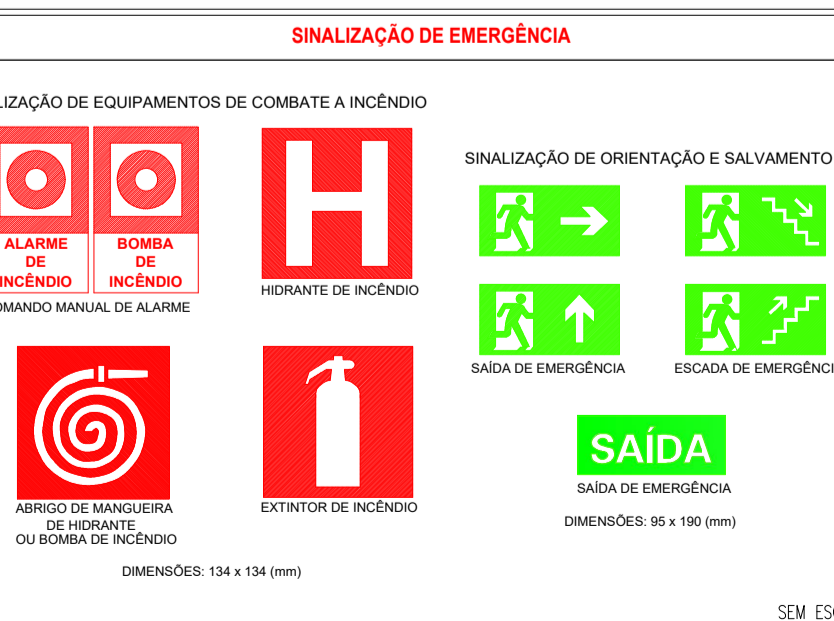 SINALIZAÇÃO DE EMERGÊNCIA
LIZAÇÃO DE EQUIPAMENTOS DE COMBATE A INCÊNDIO
ALARME
DE
INCÊNDIO
BOMBA
DE
INCÊNDIO
OMANDO MANUAL DE ALARME
H
HIDRANTE DE INCÊNDIO
ABRIGO DE MANGUEIRA
DE HIDRANTE
OU BOMBA DE INCÊNDIO
EXTINTOR DE INCÊNDIO
DIMENSÕES: 134 x 134 (mm)
SINALIZAÇÃO DE ORIENTAÇÃO E SALVAMENTO
SAÍDA DE EMERGÊNCIA
ESCADA DE EMERGÊNCI
SAÍDA
SAÍDA DE EMERGÊNCIA
DIMENSÕES: 95 x 190 (mm)
SEM ES